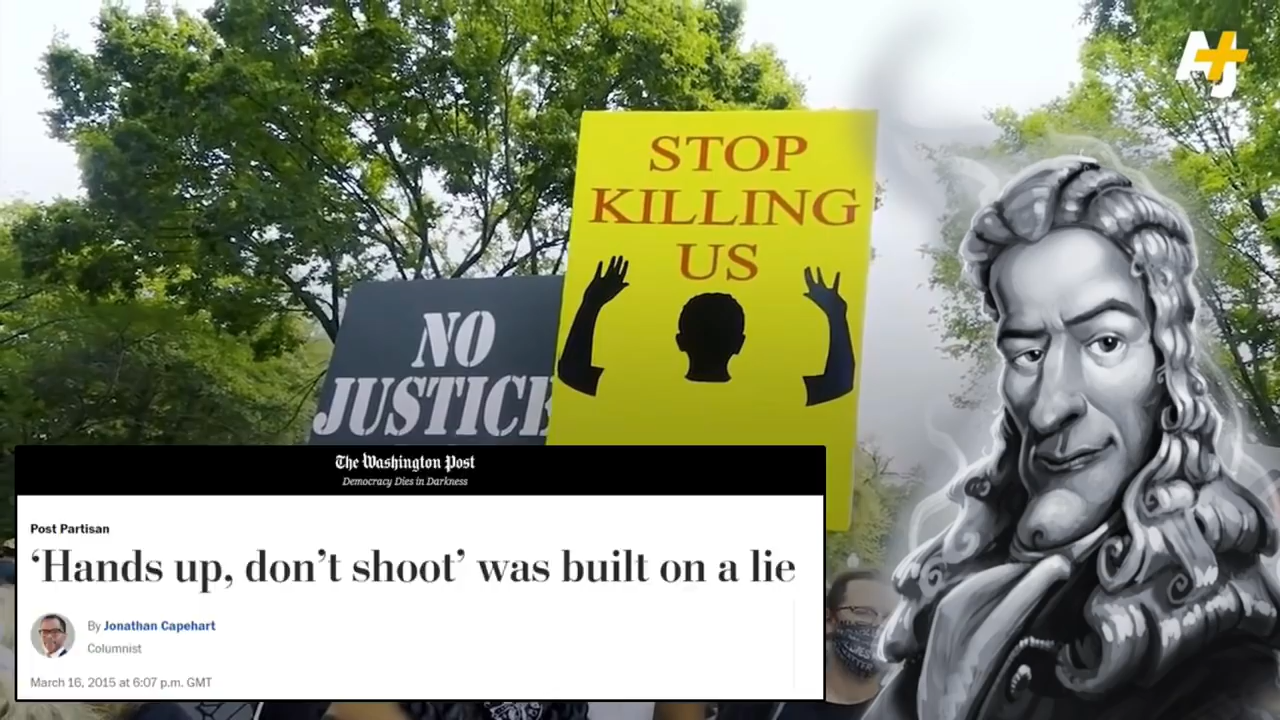 AJ+
STOP
KILLING
US
NO
JUSTICE
The Washington Post
Democracy Dies in Darkness
Post Partisan
‘Hands up, don’t shoot’ was built on a lie
By Jonathan Capehart
Columnist
March 16, 2015 at 6:07 p.m. GMT